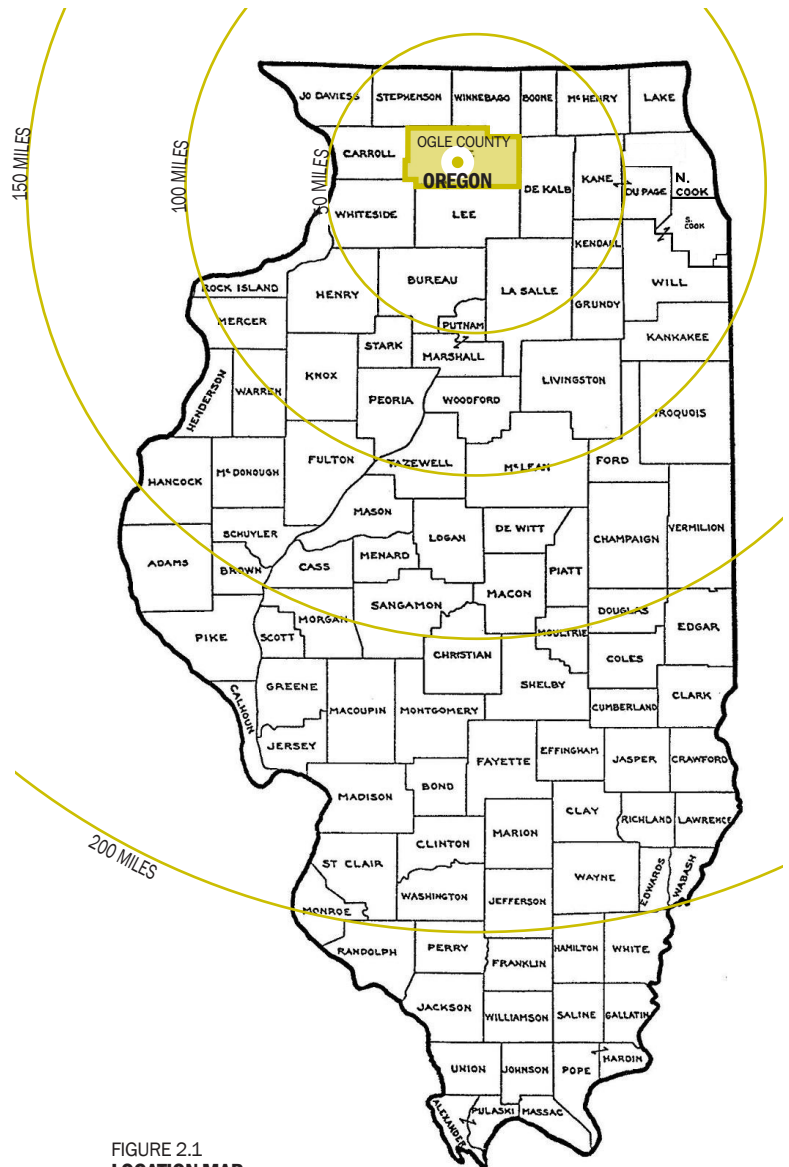 JO DAVIESS STEPHENSON WINNEBAGO BOONE McHENRY LAKE
OGLE COUNTY
CARROLL
OREGON
150 MILES
100 MILES
50 MILES
DE KALB KANE DU PAGE N. COOK
WHITESIDE LEE
S. COOK
KENDALL
BUREAU LA SALLE WILL
ROCK ISLAND HENRY GRUNDY
MERCER PUTNAM
STARK MARSHALL KANKAKEE
KNOX LIVINGSTON
HENDERSON WARREN PEORIA WOODFORD IROQUOIS
FULTON TAZEWELL McLEAN FORD
HANCOCK McDONOUGH
MASON
SCHUYLER LOGAN DE WITT CHAMPAIGN VERMILION
ADAMS BROWN CASS MENARD PIATT
MACON
SANGAMON DOUGLAS
PIKE SCOTT MORGAN MOULTRIE EDGAR
CHRISTIAN COLES
GREENE SHELBY
CALHOUN MACOUPIN MONTGOMERY CUMBERLAND CLARK
JERSEY EFFINGHAM
FAYETTE JASPER CRAWFORD
MADISON BOND
CLAY RICHLAND LAWRENCE
200 MILES
CLINTON MARION
ST CLAIR WAYNE EDWARDS WABASH
WASHINGTON JEFFERSON
MONROE
RANDOLPH PERRY HAMILTON WHITE
FRANKLIN
JACKSON WILLIAMSON SALINE GALLATIN
UNION JOHNSON POPE HARDIN
ALEXANDER PULASKI MASSAC
FIGURE 2.1
LOCATION MAP